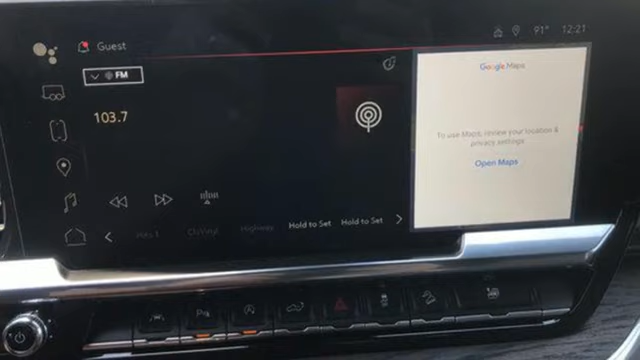 91° 12:21
Guest
FM
103.7
Google Maps
To use Maps, review your location &
privacy settings
Open Maps
Highway Hold to Set Hold to Set